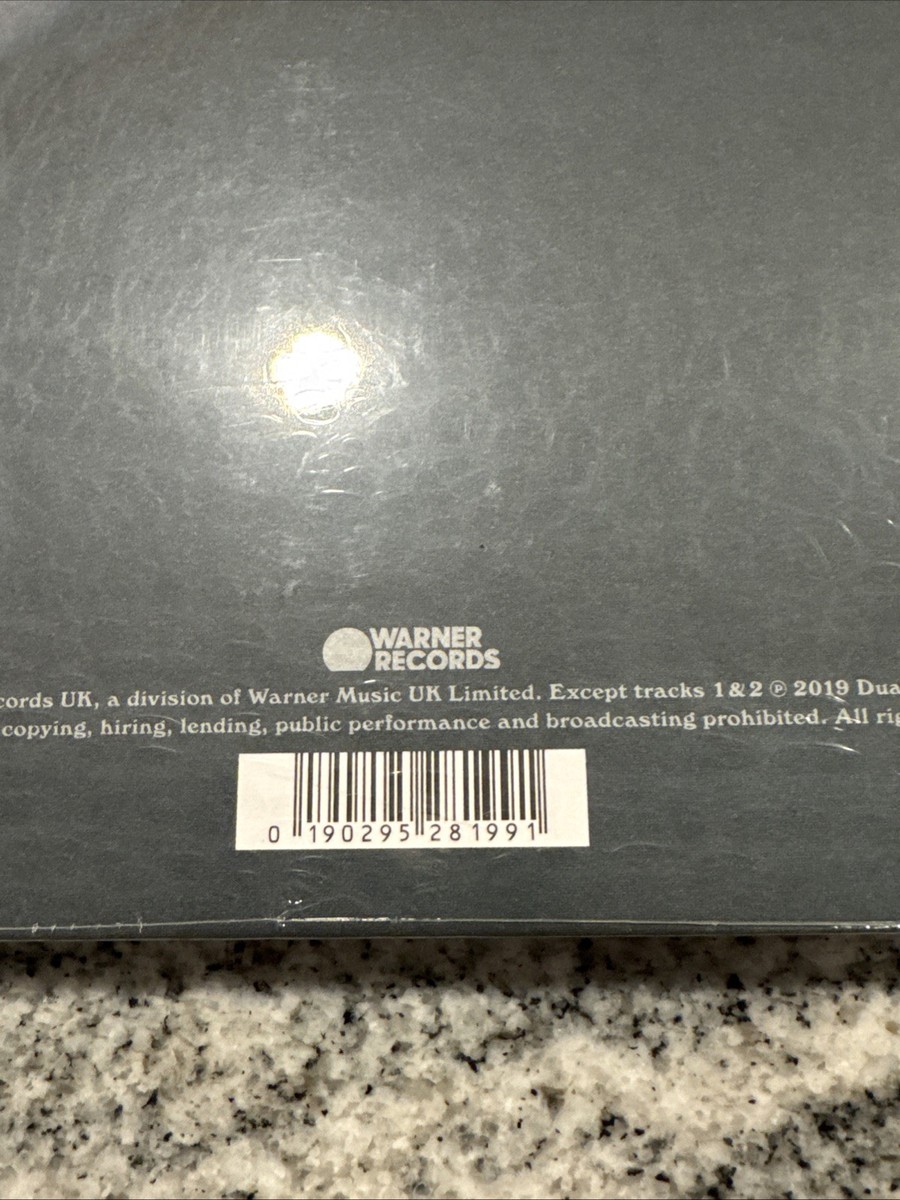 WARNER
RECORDS
cords UK, a division of Warner Music UK Limited. Except tracks 1 & 2 ℗ 2019 Dua
copying, hiring, lending, public performance and broadcasting prohibited. All rig
0 190295 281991